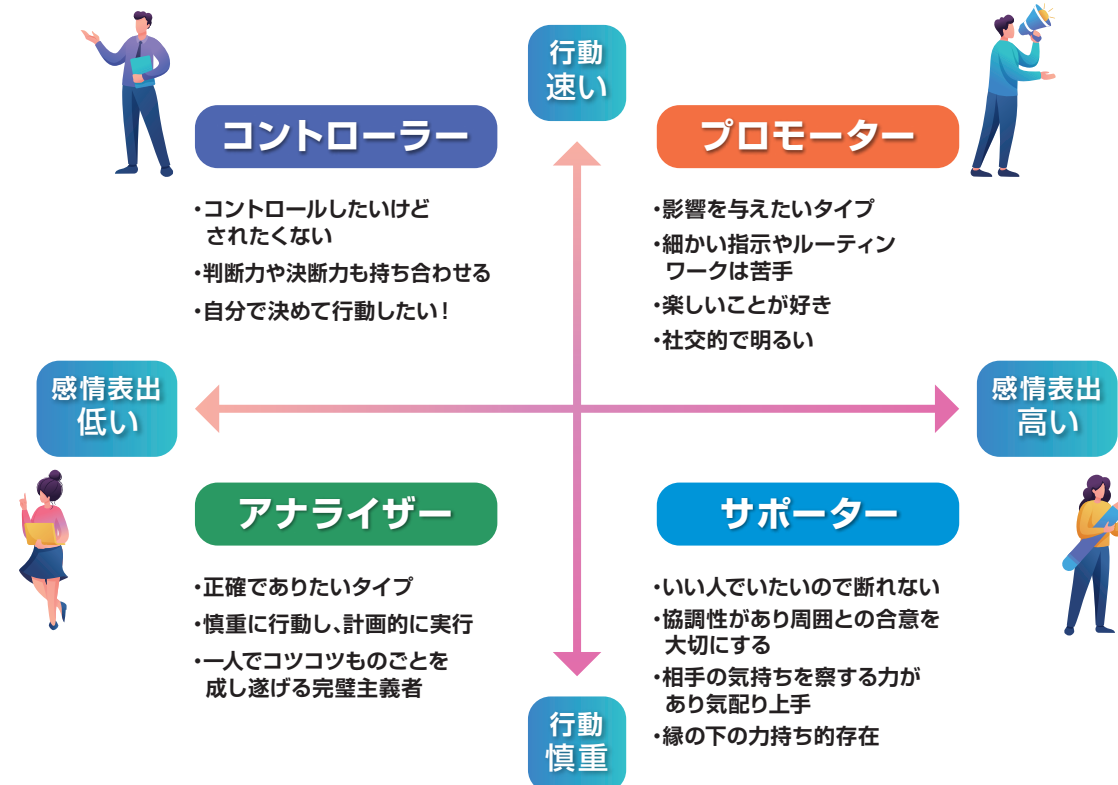 行動
速い
コントローラー
・コントロールしたいけど
されたくない
・判断力や決断力も持ち合わせる
・自分で決めて行動したい!
プロモーター
・影響を与えたいタイプ
・細かい指示やルーティン
ワークは苦手
・楽しいことが好き
・社交的で明るい
感情表出
低い
感情表出
高い
アナライザー
・正確でありたいタイプ
・慎重に行動し、計画的に実行
・一人でコツコツものごとを
成し遂げる完璧主義者
サポーター
・いい人でいたいので断れない
・協調性があり周囲との合意を
大切にする
・相手の気持ちを察する力が
あり気配り上手
・縁の下の力持ち的存在
行動
慎重